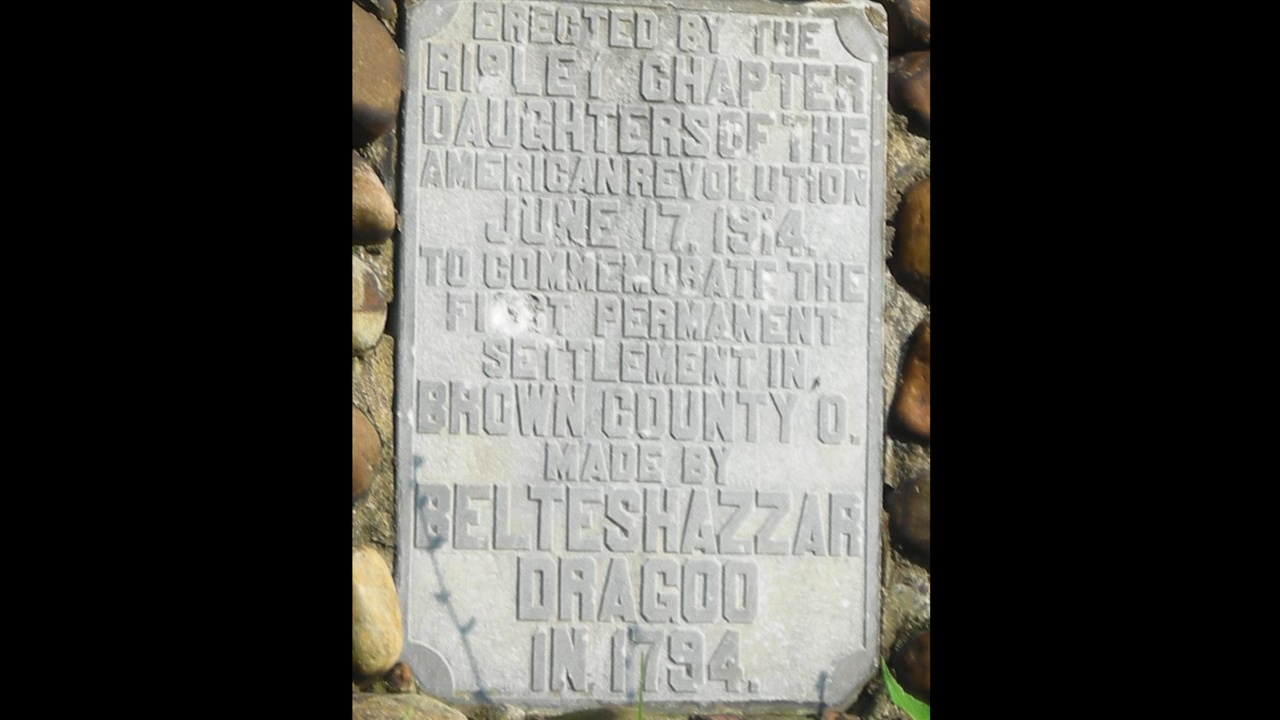 ERECTED BY THE
RIPLEY CHAPTER
DAUGHTERS OF THE
AMERICAN REVOLUTION
JUNE 17, 1914.
TO COMMEMORATE THE
FIRST PERMANENT
SETTLEMENT IN
BROWN COUNTY O.
MADE BY
BELTESHAZZAR
DRAGOO
IN 1794.